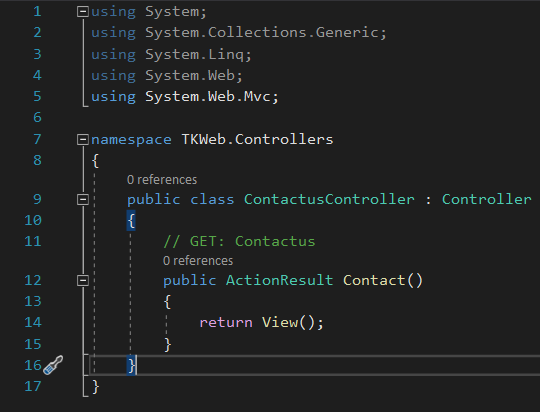 1 using System;
2 using System.Collections.Generic;
3 using System.Linq;
4 using System.Web;
5 using System.Web.Mvc;
6
7 namespace TKWeb.Controllers
8 {
0 references
9 public class ContactusController : Controller
10 {
11 // GET: Contactus
0 references
12 public ActionResult Contact()
13 {
14 return View();
15 }
16 }
17 }